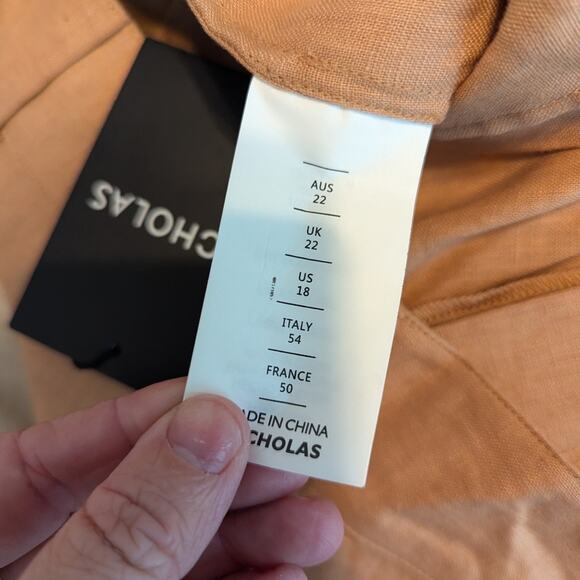 AUS
22
UK
22
US
18
ITALY
54
FRANCE
50
ADE IN CHINA
CHOLAS
CHOLAS